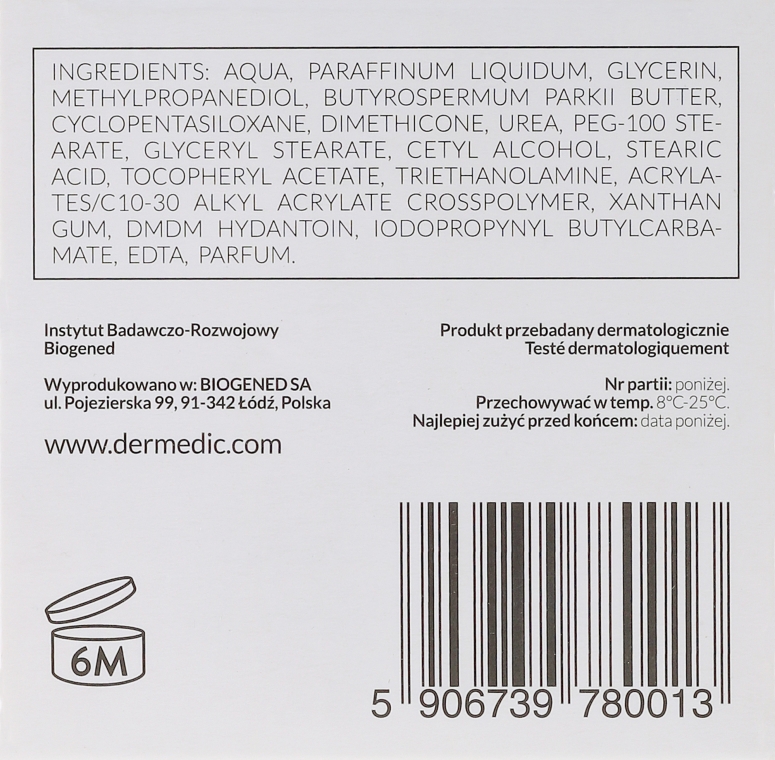 INGREDIENTS: AQUA, PARAFFINUM LIQUIDUM, GLYCERIN,
METHYLPROPANEDIOL, BUTYROSPERMUM PARKII BUTTER,
CYCLOPENTASILOXANE, DIMETHICONE, UREA, PEG-100 STE-
ARATE, GLYCERYL STEARATE, CETYL ALCOHOL, STEARIC
ACID, TOCOPHERYL ACETATE, TRIETHANOLAMINE, ACRYLA-
TES/C10-30 ALKYL ACRYLATE CROSSPOLYMER, XANTHAN
GUM, DMDM HYDANTOIN, IODOPROPYNYL BUTYLCARBA-
MATE, EDTA, PARFUM.
Instytut Badawczo-Rozwojowy
Biogened
Wyprodukowano w: BIOGENED SA
ul. Pojezierska 99, 91-342 Łódź, Polska
www.dermedic.com
Produkt przebadany dermatologicznie
Testé dermatologiquement
Nr partii: poniżej.
Przechowywać w temp. 8°C-25°C.
Najlepiej zużyć przed końcem: data poniżej.
6M
5 906739 780013